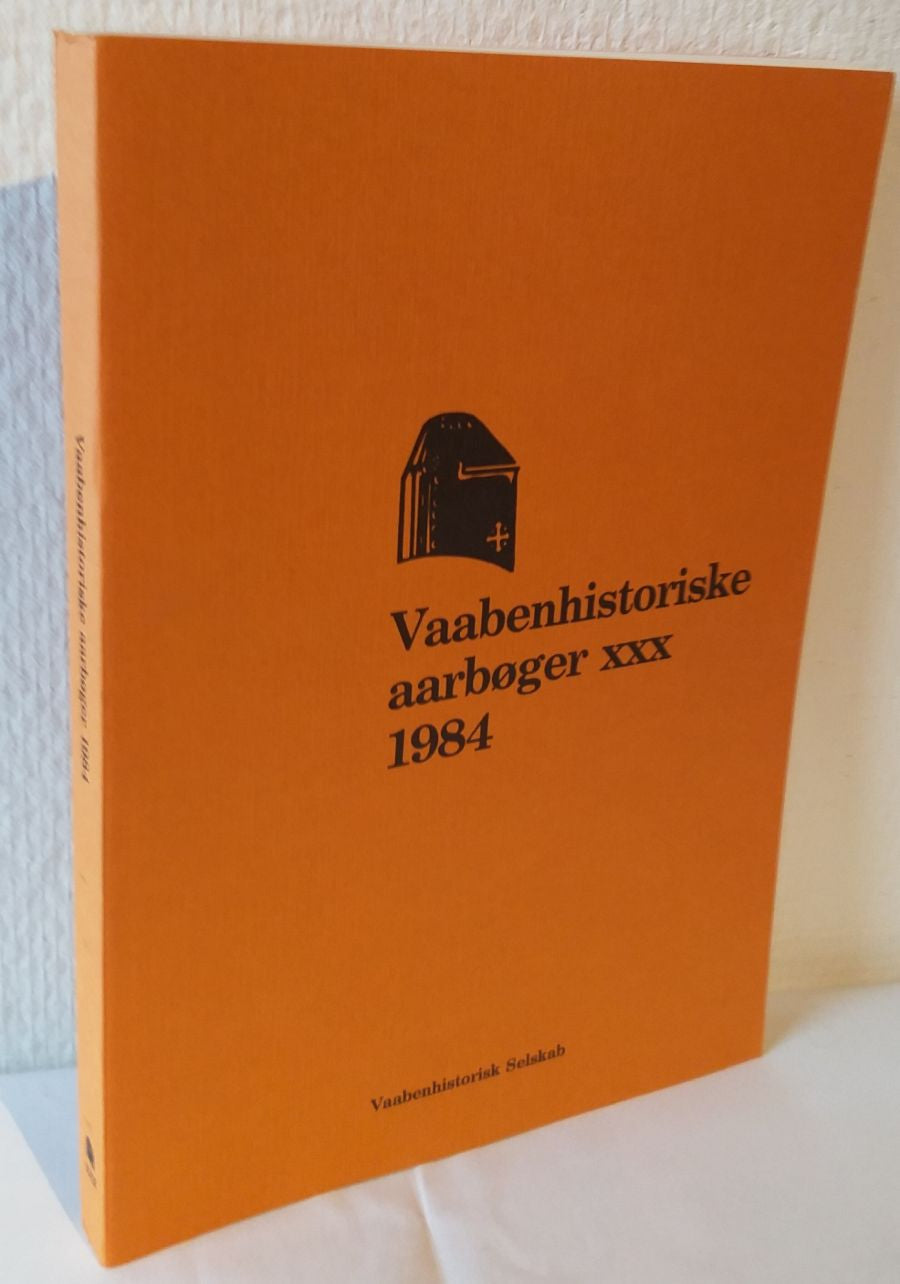 Vaabenhistoriske
aarbøger xxx
1984
Vaabenhistorisk Selskab
Vaabenhistoriske aarbøger 1984